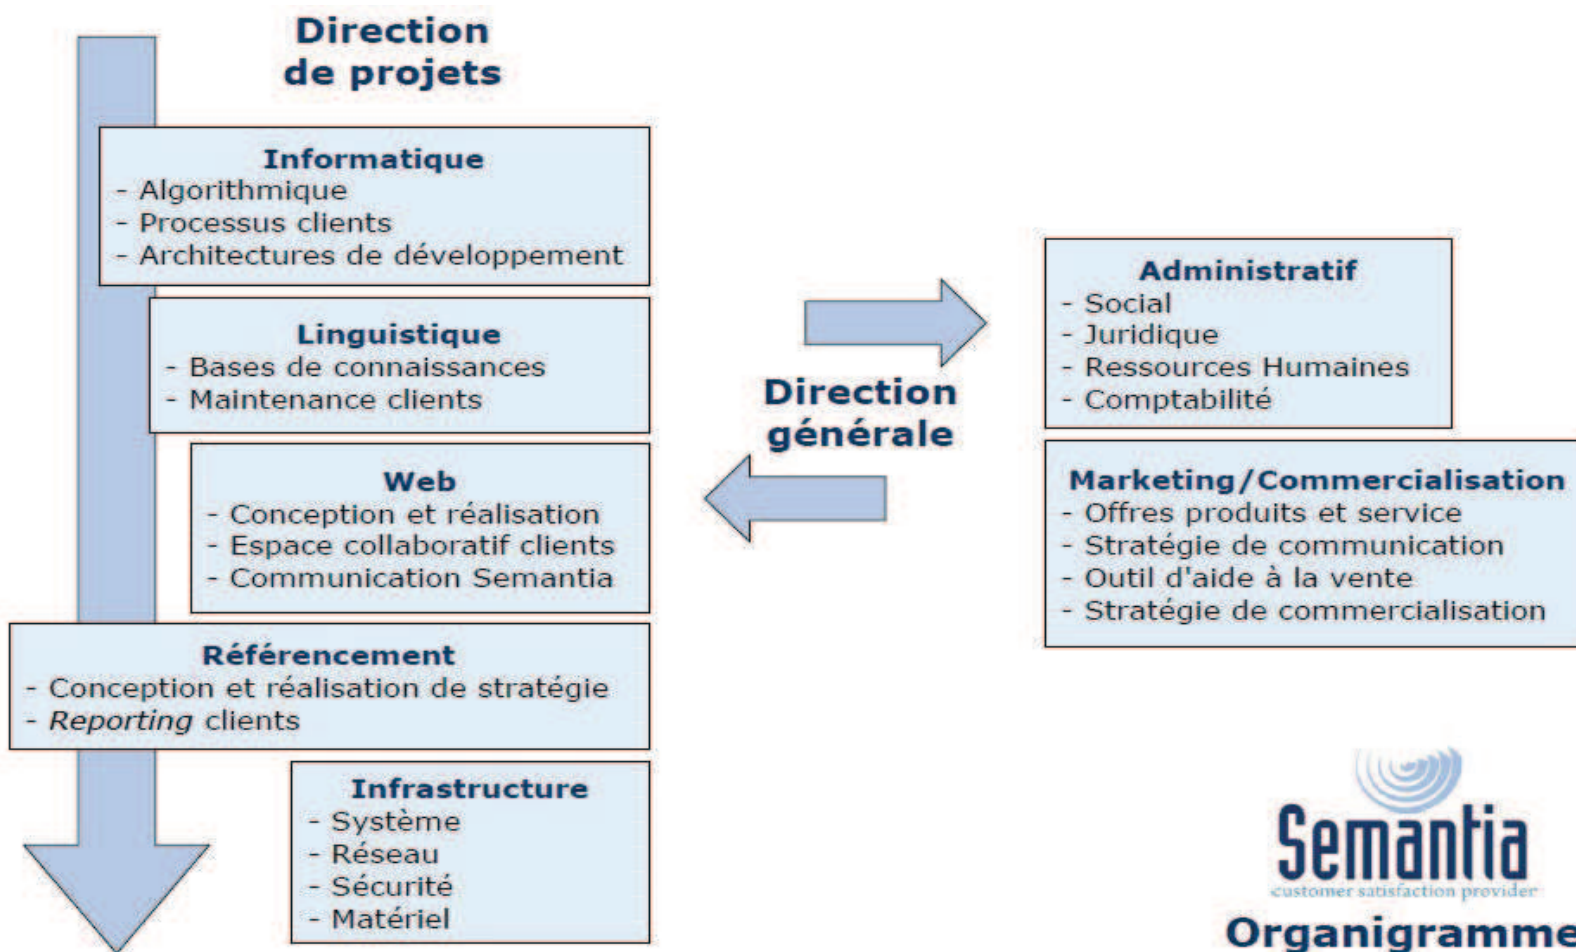 Direction
de projets
Informatique
- Algorithmique
- Processus clients
- Architectures de développement
Linguistique
- Bases de connaissances
- Maintenance clients
Web
- Conception et réalisation
- Espace collaboratif clients
- Communication Semantia
Référencement
- Conception et réalisation de stratégie
- Reporting clients
Infrastructure
- Système
- Réseau
- Sécurité
- Matériel
Direction
générale
Administratif
- Social
- Juridique
- Ressources Humaines
- Comptabilité
Marketing/Commercialisation
- Offres produits et service
- Stratégie de communication
- Outil d'aide à la vente
- Stratégie de commercialisation
Semantia
customer satisfaction provider
Organigramme